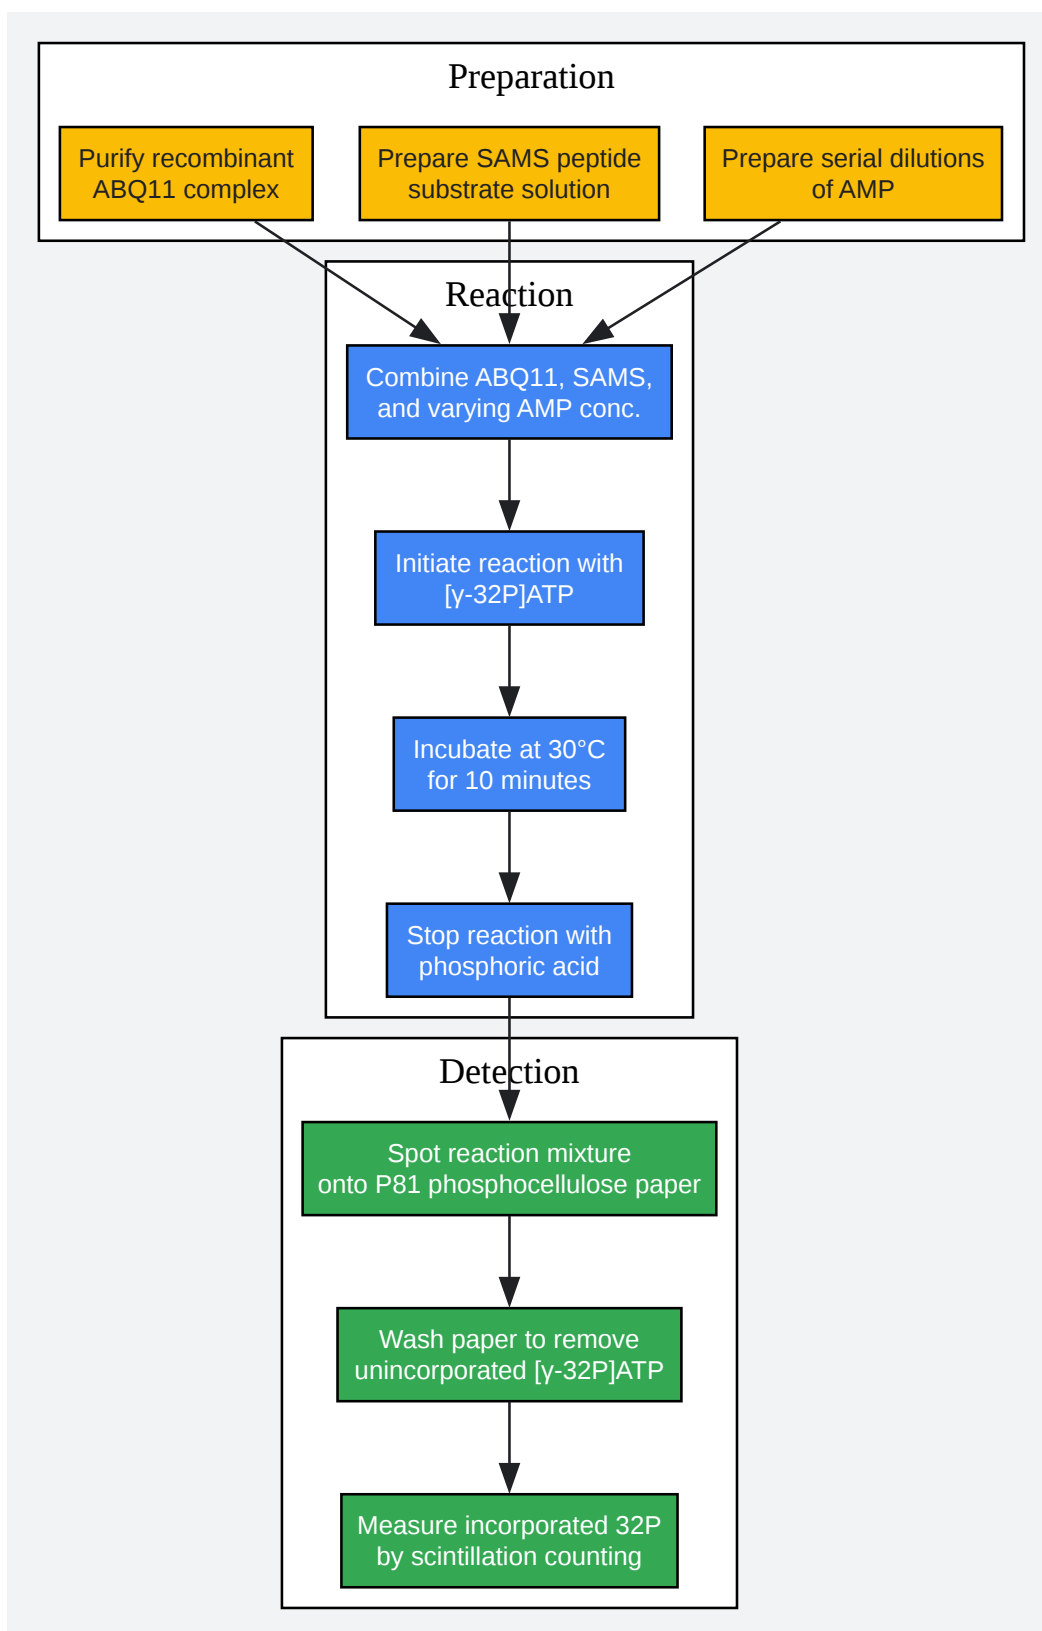 Preparation
Purify recombinant
ABQ11 complex
Prepare SAMS peptide
substrate solution
Prepare serial dilutions
of AMP
Reaction
Combine ABQ11, SAMS,
and varying AMP conc.
Initiate reaction with
[γ-32P]ATP
Incubate at 30°C
for 10 minutes
Stop reaction with
phosphoric acid
Detection
Spot reaction mixture
onto P81 phosphocellulose paper
Wash paper to remove
unincorporated [γ-32P]ATP
Measure incorporated 32P
by scintillation counting